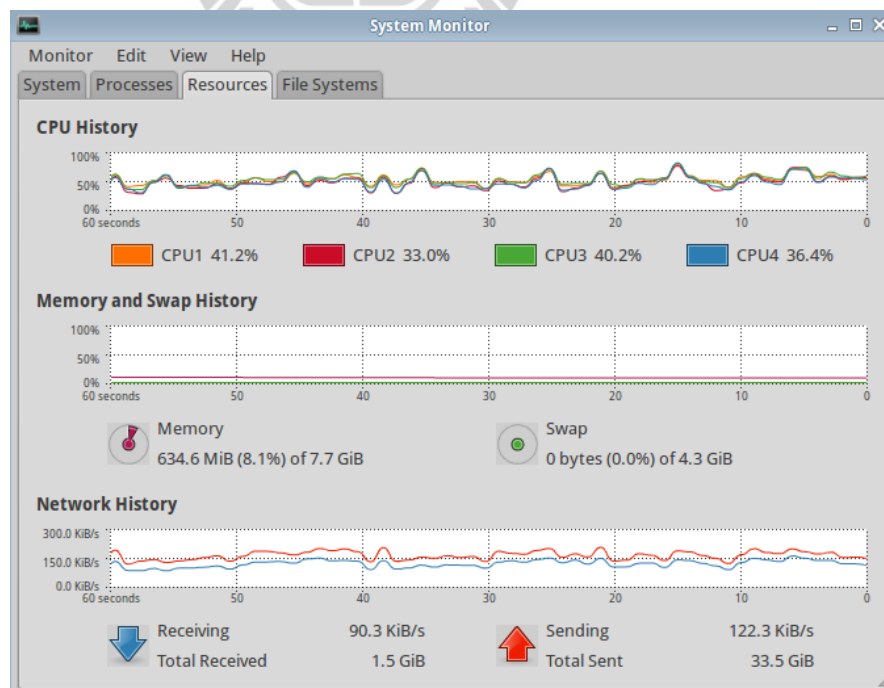 System Monitor
Monitor Edit View Help
System Processes Resources File Systems
CPU History
100%
50%
0%
60 seconds 50 40 30 20 10 0
CPU1 41.2% CPU2 33.0% CPU3 40.2% CPU4 36.4%
Memory and Swap History
100%
50%
0%
60 seconds 50 40 30 20 10 0
Memory Swap
634.6 MiB (8.1%) of 7.7 GiB 0 bytes (0.0%) of 4.3 GiB
Network History
300.0 KiB/s
150.0 KiB/s
0.0 KiB/s
60 seconds 50 40 30 20 10 0
Receiving 90.3 KiB/s Sending 122.3 KiB/s
Total Received 1.5 GiB Total Sent 33.5 GiB